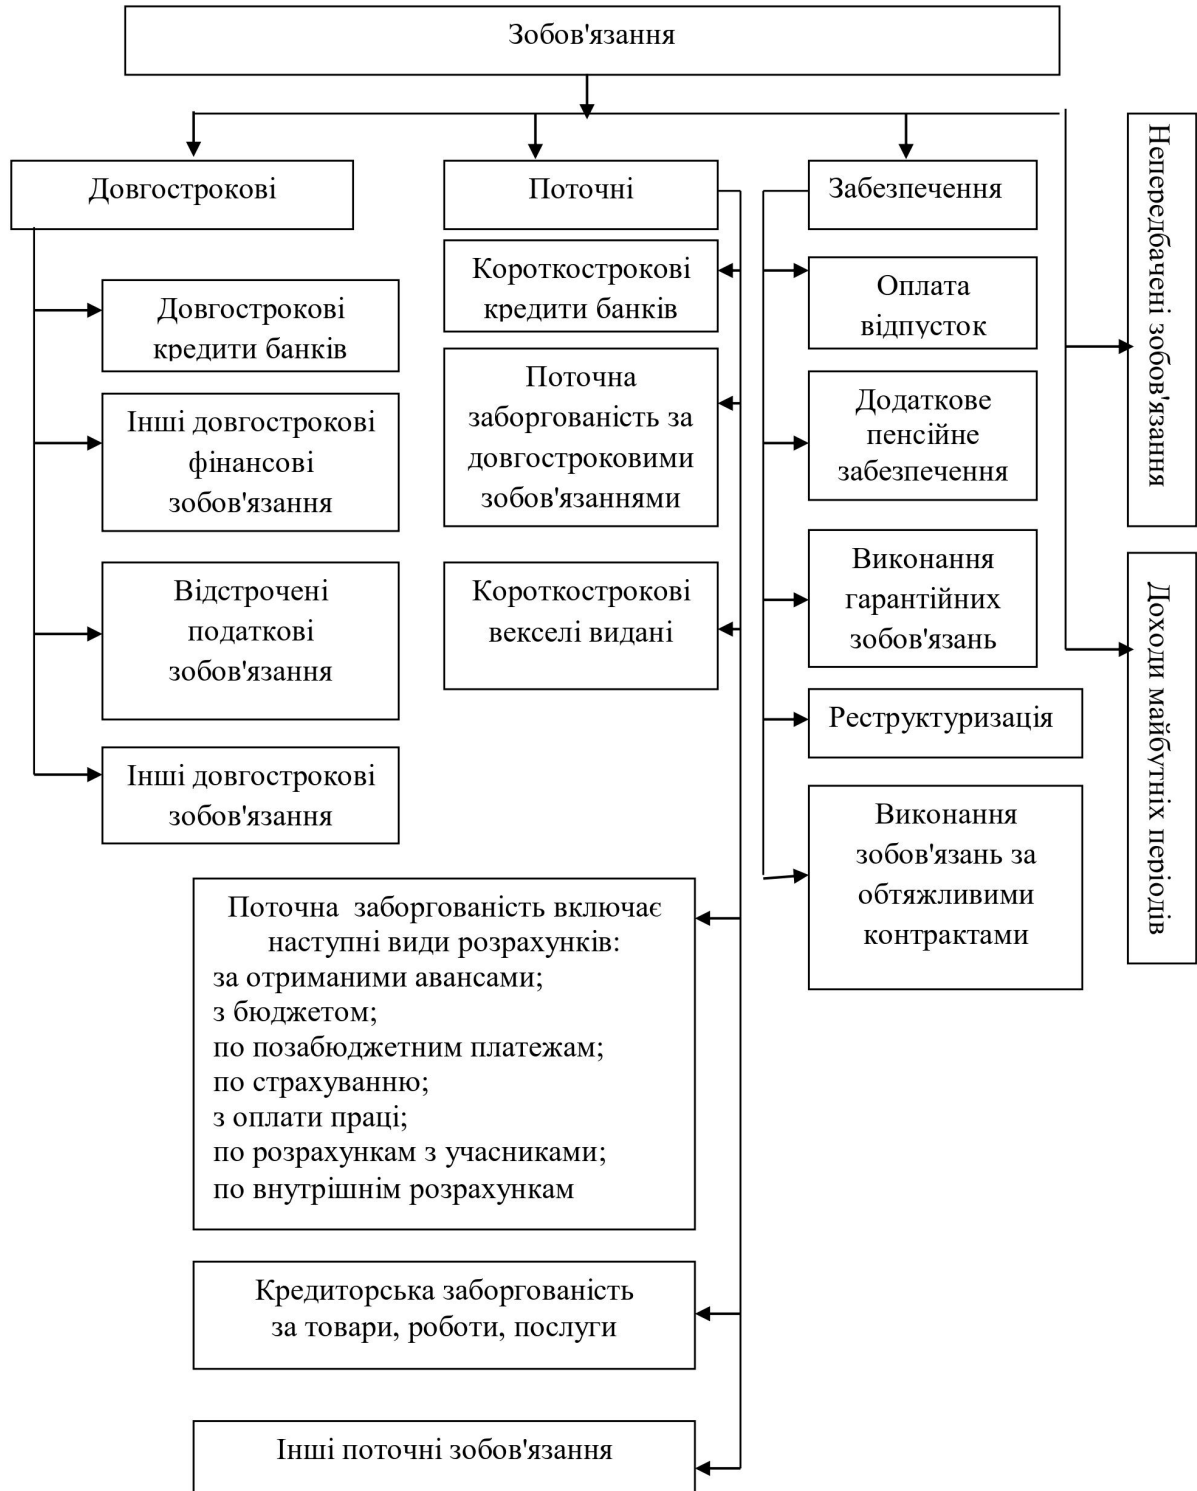 Зобов'язання
Довгострокові
Довгострокові
кредити банків
Інші довгострокові
фінансові
зобов'язання
Відстрочені
податкові
зобов'язання
Інші довгострокові
зобов'язання
Поточні
Короткострокові
кредити банків
Поточна
заборгованість за
довгостроковими
зобов'язаннями
Короткострокові
векселі видані
Поточна  заборгованість включає
наступні види розрахунків:
за отриманими авансами;
з бюджетом;
по позабюджетним платежам;
по страхуванню;
з оплати праці;
по розрахункам з учасниками;
по внутрішнім розрахункам
Кредиторська заборгованість
за товари, роботи, послуги
Інші поточні зобов'язання
Забезпечення
Оплата
відпусток
Додаткове
пенсійне
забезпечення
Виконання
гарантійних
зобов'язань
Реструктуризація
Виконання
зобов'язань за
обтяжливими
контрактами
Непередбачені зобов'язання
Доходи майбутніх періодів